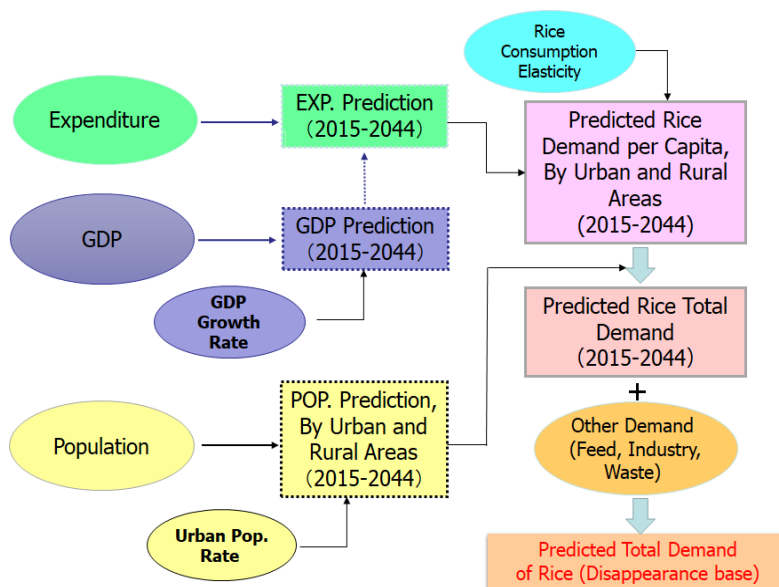 Rice
Consumption
Elasticity
Expenditure
EXP. Prediction
（2015-2044）
Predicted Rice
Demand per Capita,
By Urban and Rural
Areas
(2015-2044)
GDP
GDP Prediction
（2015-2044）
GDP
Growth
Rate
Predicted Rice Total
Demand
（2015-2044）
+
Population
POP. Prediction,
By Urban and
Rural Areas
（2015-2044）
Other Demand
(Feed, Industry,
Waste)
Urban Pop.
Rate
Predicted Total Demand
of Rice (Disappearance base)